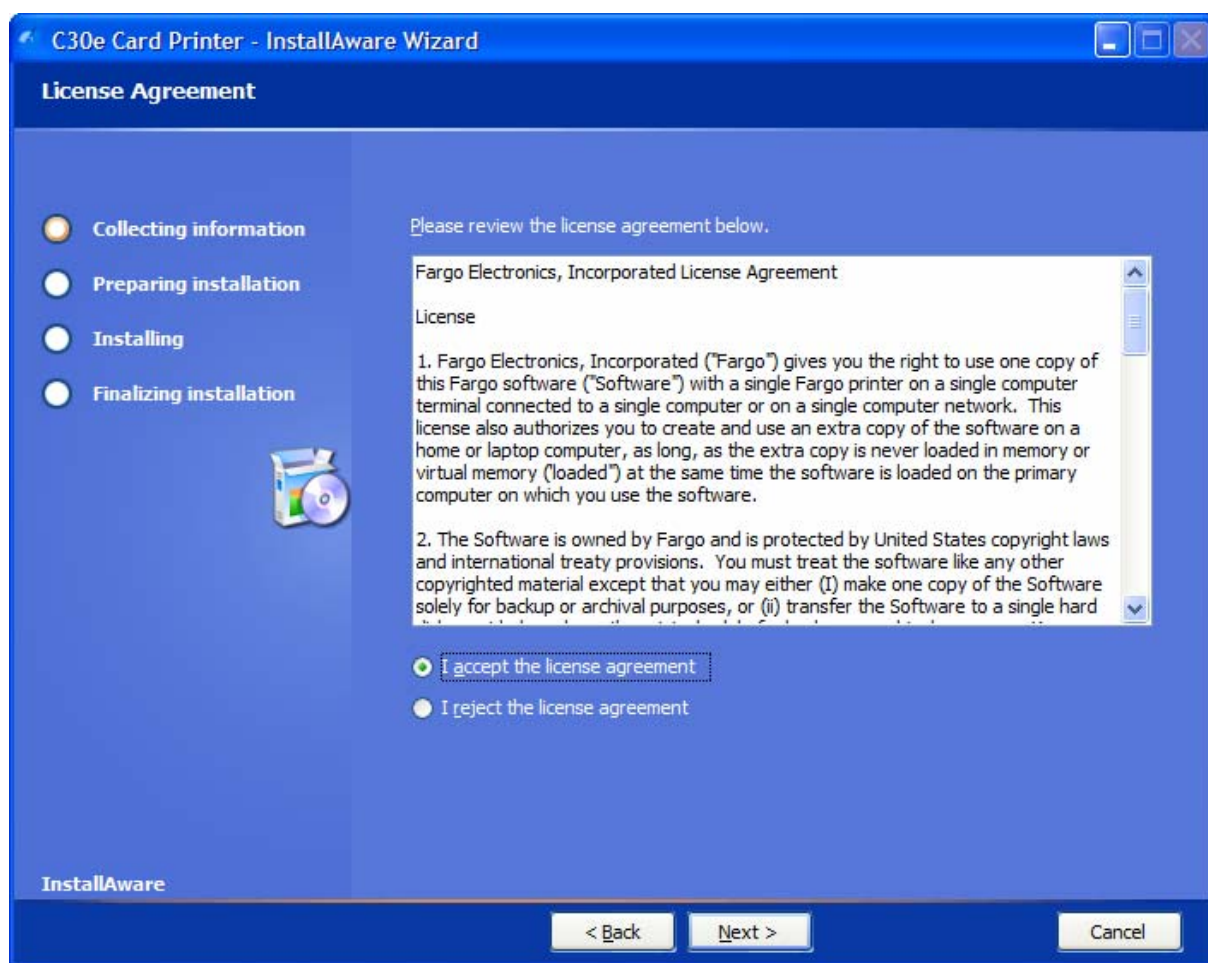 C30e Card Printer - InstallAware Wizard
License Agreement
Collecting information
Preparing installation
Installing
Finalizing installation
Please review the license agreement below.
Fargo Electronics, Incorporated License Agreement
License
1. Fargo Electronics, Incorporated ("Fargo") gives you the right to use one copy of
this Fargo software ("Software") with a single Fargo printer on a single computer
terminal connected to a single computer or on a single computer network.  This
license also authorizes you to create and use an extra copy of the software on a
home or laptop computer, as long, as the extra copy is never loaded in memory or
virtual memory ('loaded") at the same time the software is loaded on the primary
computer on which you use the software.
2. The Software is owned by Fargo and is protected by United States copyright laws
and international treaty provisions.  You must treat the software like any other
copyrighted material except that you may either (I) make one copy of the Software
solely for backup or archival purposes, or (ii) transfer the Software to a single hard
I accept the license agreement
I reject the license agreement
InstallAware
< Back
Next >
Cancel